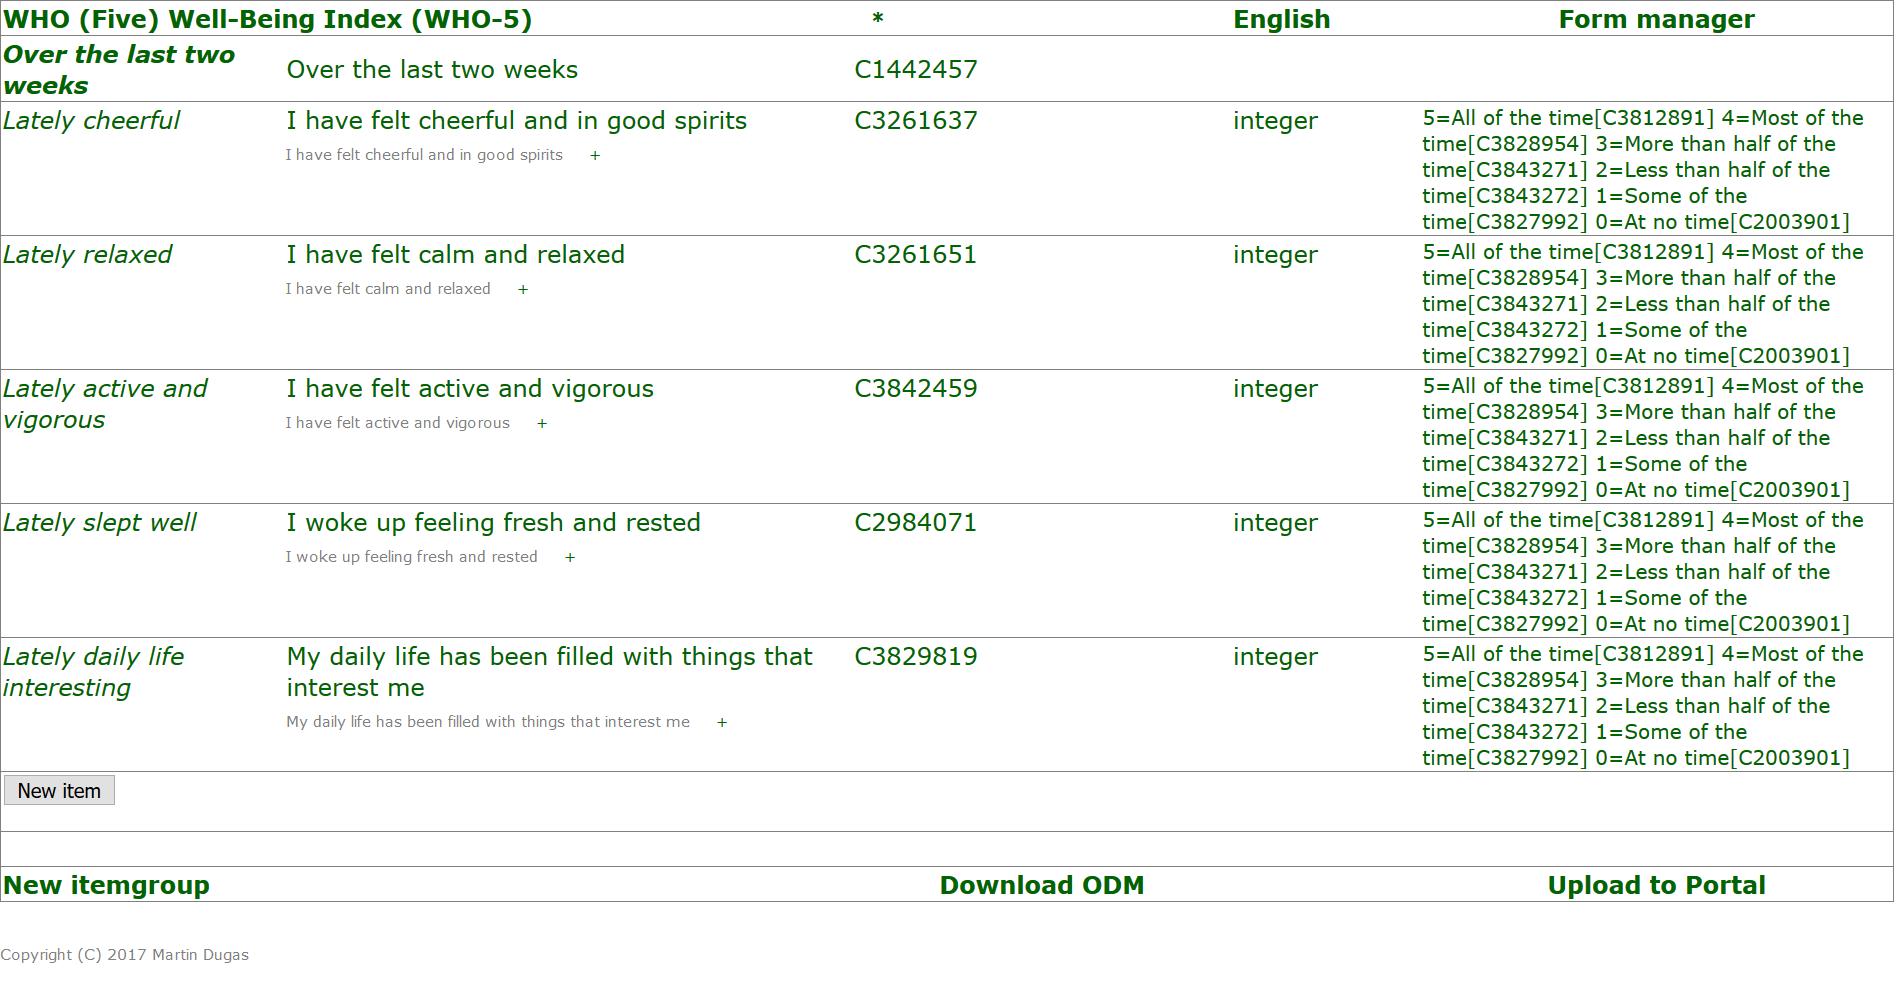 WHO (Five) Well-Being Index (WHO-5) * English Form manager
Over the last two weeks Over the last two weeks C1442457
Lately cheerful I have felt cheerful and in good spirits C3261637 integer 5=All of the time[C3812891] 4=Most of the
I have felt cheerful and in good spirits + time[C3828954] 3=More than half of the
time[C3843271] 2=Less than half of the
time[C3843272] 1=Some of the
time[C3827992] 0=At no time[C2003901]
Lately relaxed I have felt calm and relaxed C3261651 integer 5=All of the time[C3812891] 4=Most of the
I have felt calm and relaxed + time[C3828954] 3=More than half of the
time[C3843271] 2=Less than half of the
time[C3843272] 1=Some of the
time[C3827992] 0=At no time[C2003901]
Lately active and I have felt active and vigorous C3842459 integer 5=All of the time[C3812891] 4=Most of the
vigorous I have felt active and vigorous + time[C3828954] 3=More than half of the
time[C3843271] 2=Less than half of the
time[C3843272] 1=Some of the
time[C3827992] 0=At no time[C2003901]
Lately slept well I woke up feeling fresh and rested C2984071 integer 5=All of the time[C3812891] 4=Most of the
I woke up feeling fresh and rested + time[C3828954] 3=More than half of the
time[C3843271] 2=Less than half of the
time[C3843272] 1=Some of the
time[C3827992] 0=At no time[C2003901]
Lately daily life My daily life has been filled with things that C3829819 integer 5=All of the time[C3812891] 4=Most of the
interesting interest me time[C3828954] 3=More than half of the
My daily life has been filled with things that interest me + time[C3843271] 2=Less than half of the
time[C3843272] 1=Some of the
time[C3827992] 0=At no time[C2003901]
New item
New itemgroup Download ODM Upload to Portal
Copyright (C) 2017 Martin Dugas